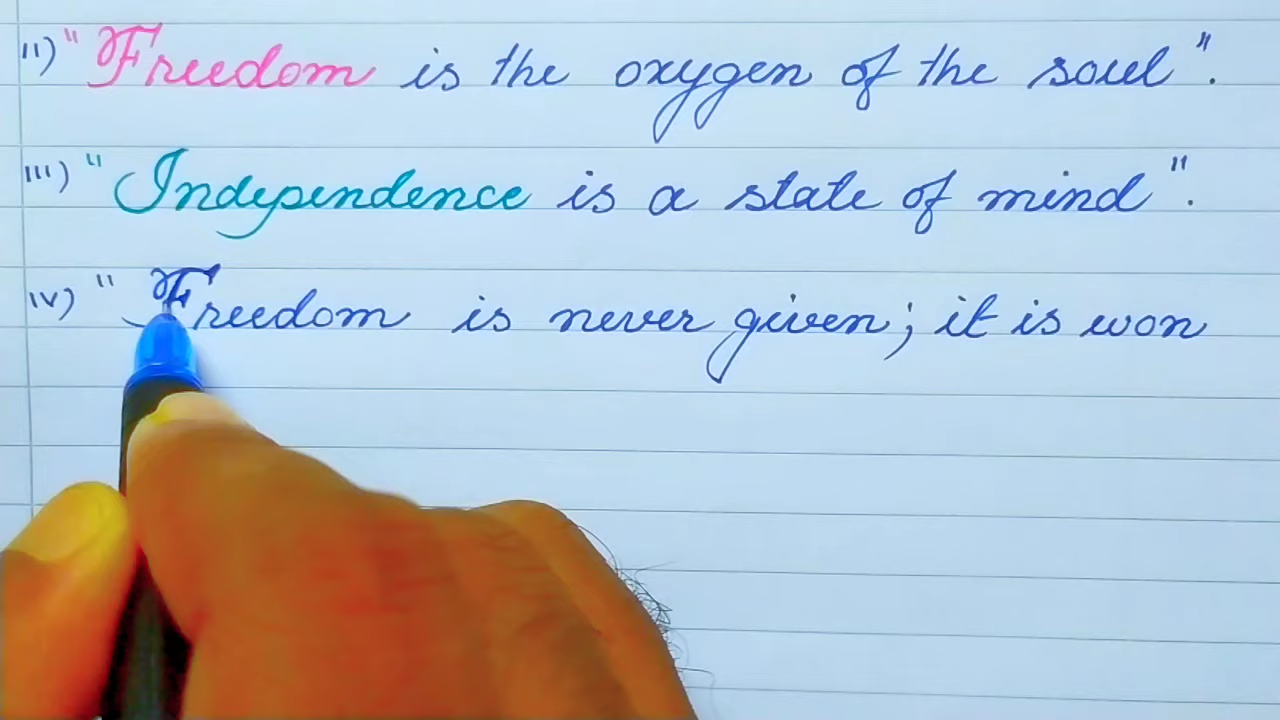 ii) "Freedom is the oxygen of the soul".
iii) "Independence is a state of mind".
iv) "Freedom is never given; it is won